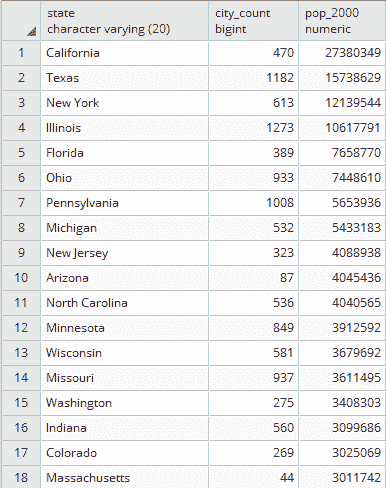 state city_count pop_2000
character varying (20) bigint numeric
1 California 470 27380349
2 Texas 1182 15738629
3 New York 613 12139544
4 Illinois 1273 10617791
5 Florida 389 7658770
6 Ohio 933 7448610
7 Pennsylvania 1008 5653936
8 Michigan 532 5433183
9 New Jersey 323 4088938
10 Arizona 87 4045436
11 North Carolina 536 4040565
12 Minnesota 849 3912592
13 Wisconsin 581 3679692
14 Missouri 937 3611495
15 Washington 275 3408303
16 Indiana 560 3099686
17 Colorado 269 3025069
18 Massachusetts 44 3011742